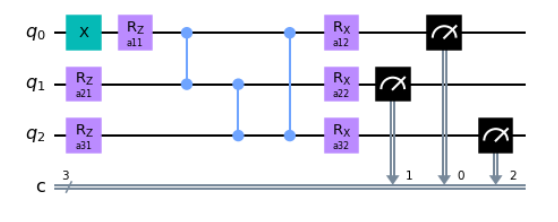 q0 X RZ a11 RX a12
q1 RZ a21 RX a22
q2 RZ a31 RX a32
c 3 1 0 2